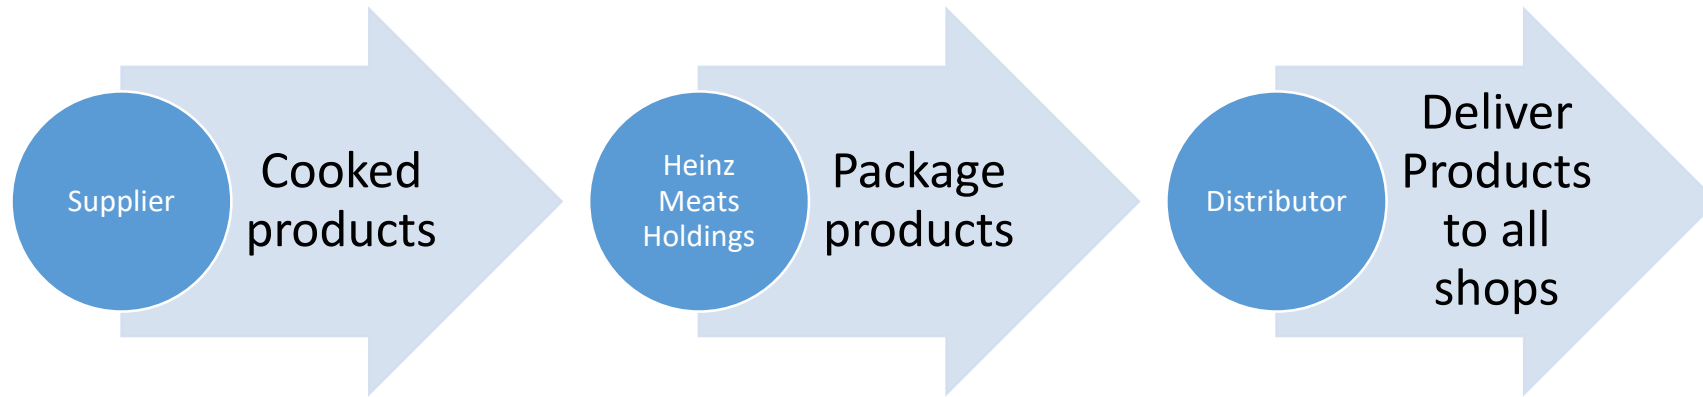 Supplier
Cooked
products
Heinz
Meats
Holdings
Package
products
Distributor
Deliver
Products
to all
shops